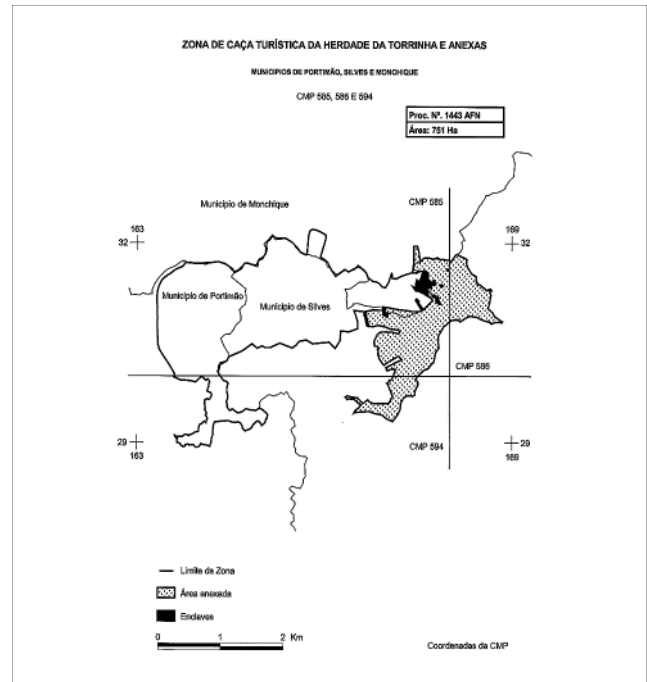 ZONA DE CAÇA TURÍSTICA DA HERDADE DA TORRINHA E ANEXAS
MUNICIPIOS DE PORTIMÃO, SILVES E MONCHIQUE
CMP 585, 586 E 594
Proc. Nº. 1443 AFN
Área: 751 Ha
Município de Monchique
CMP 585
163
32
169
32
Município de Portimão
Município de Silves
CMP 586
29
163
CMP 594
29
169
Limite da Zona
Área anexada
Enclaves
0 1 2 Km
Coordenadas da CMP